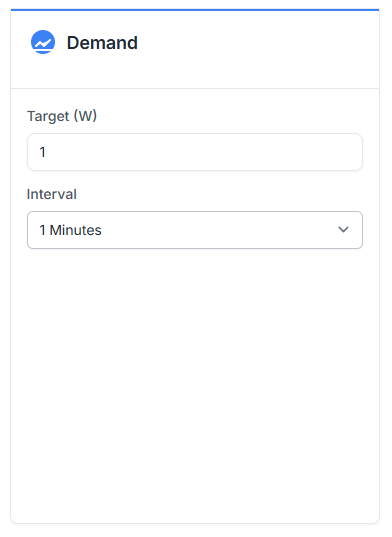 Demand
Target (W)
1
Interval
1 Minutes